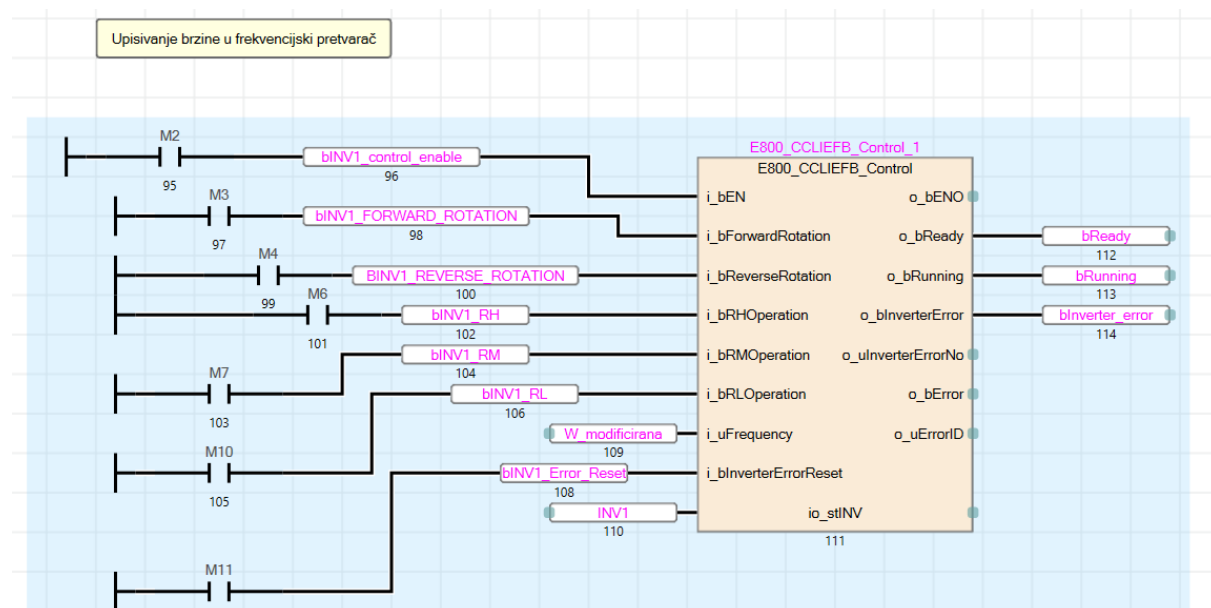 Upisivanje brzine u frekvencijski pretvarač
M2
bINV1_control_enable
95
96
E800_CCLIEFB_Control_1
E800_CCLIEFB_Control
i_bEN
o_bENO
M3
bINV1_FORWARD_ROTATION
97
98
i_bForwardRotation
o_bReady
bReady
112
M4
BINV1_REVERSE_ROTATION
99
100
i_bReverseRotation
o_bRunning
bRunning
113
M6
bINV1_RH
101
102
i_bRHOperation
o_bInverterError
bInverter_error
114
bINV1_RM
104
i_bRMOperation
o_uInverterErrorNo
M7
103
bINV1_RL
106
i_bRLOperation
o_bError
W_modificirana
109
i_uFrequency
o_uErrorID
M10
105
bINV1_Error_Reset
108
i_bInverterErrorReset
INV1
110
io_stINV
111
M11